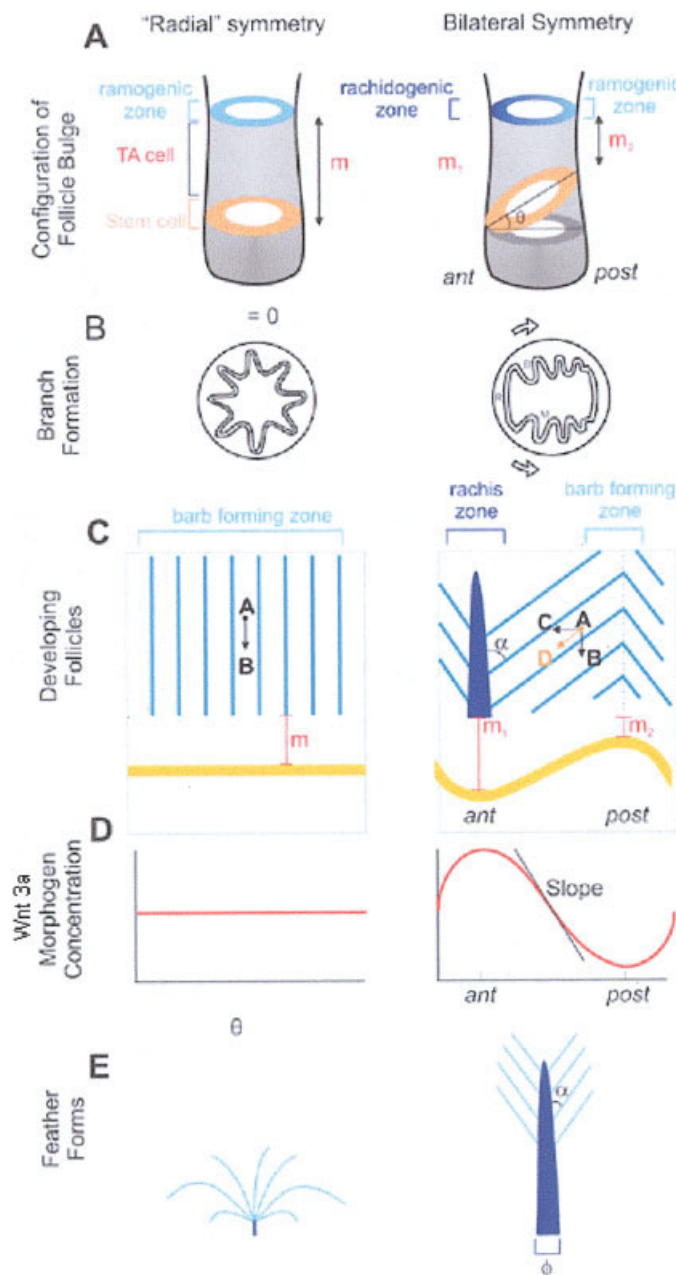 "Radial" symmetry
Bilateral Symmetry
A
Configuration of
Follicle Bulge
ramogenic
zone
TA cell
Stem cell
m
rachidogenic
zone
ramogenic
zone
m₁
m₂
θ
ant
post
B
= 0
Branch
Formation
R
B
M
C
barb forming zone
rachis
zone
barb forming
zone
Developing
Follicles
A
B
m
α
C
A
D
B
m₁
m₂
ant
post
D
Wnt 3a
Morphogen
Concentration
Slope
ant
post
θ
E
Feather
Forms
α
ϕ